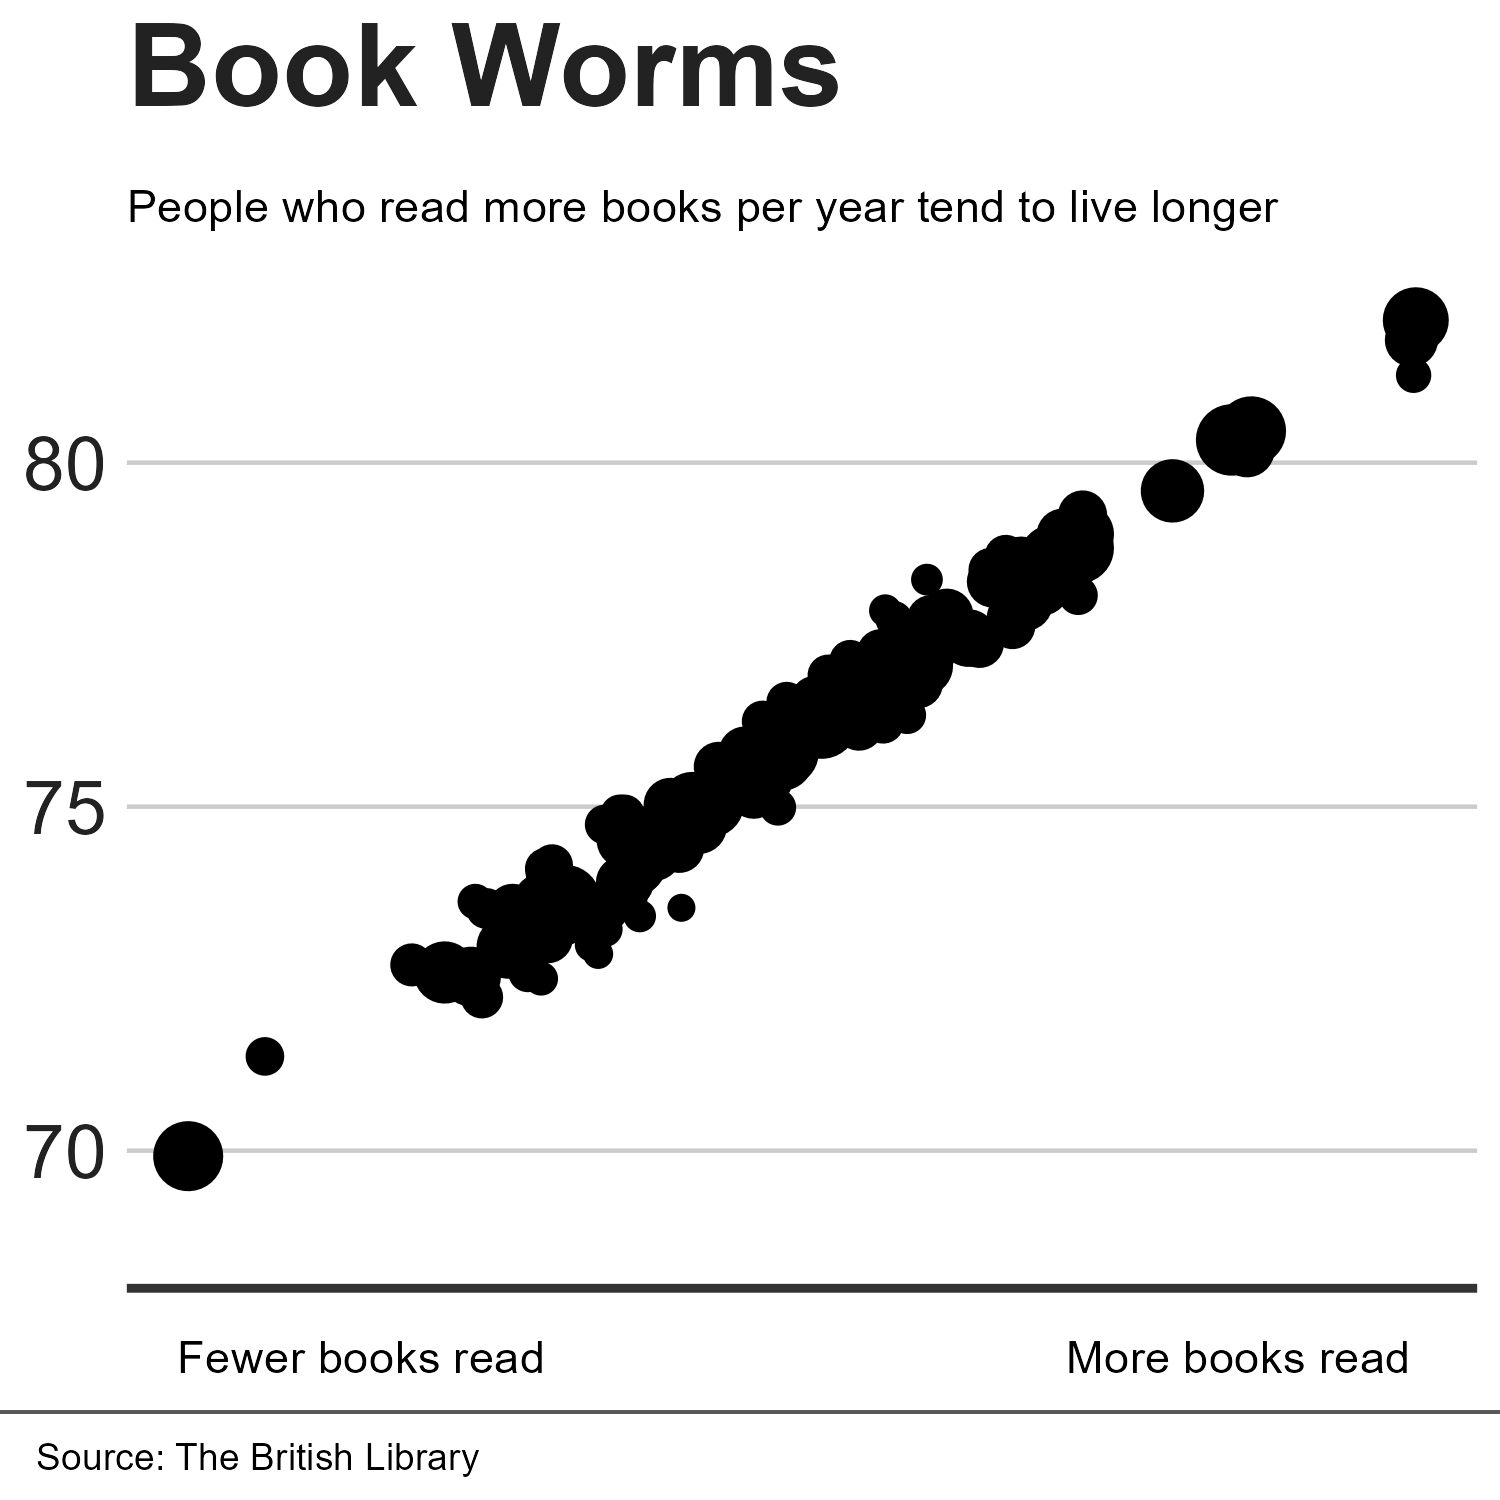 Book Worms
People who read more books per year tend to live longer
80
75
70
Fewer books read
More books read
Source: The British Library